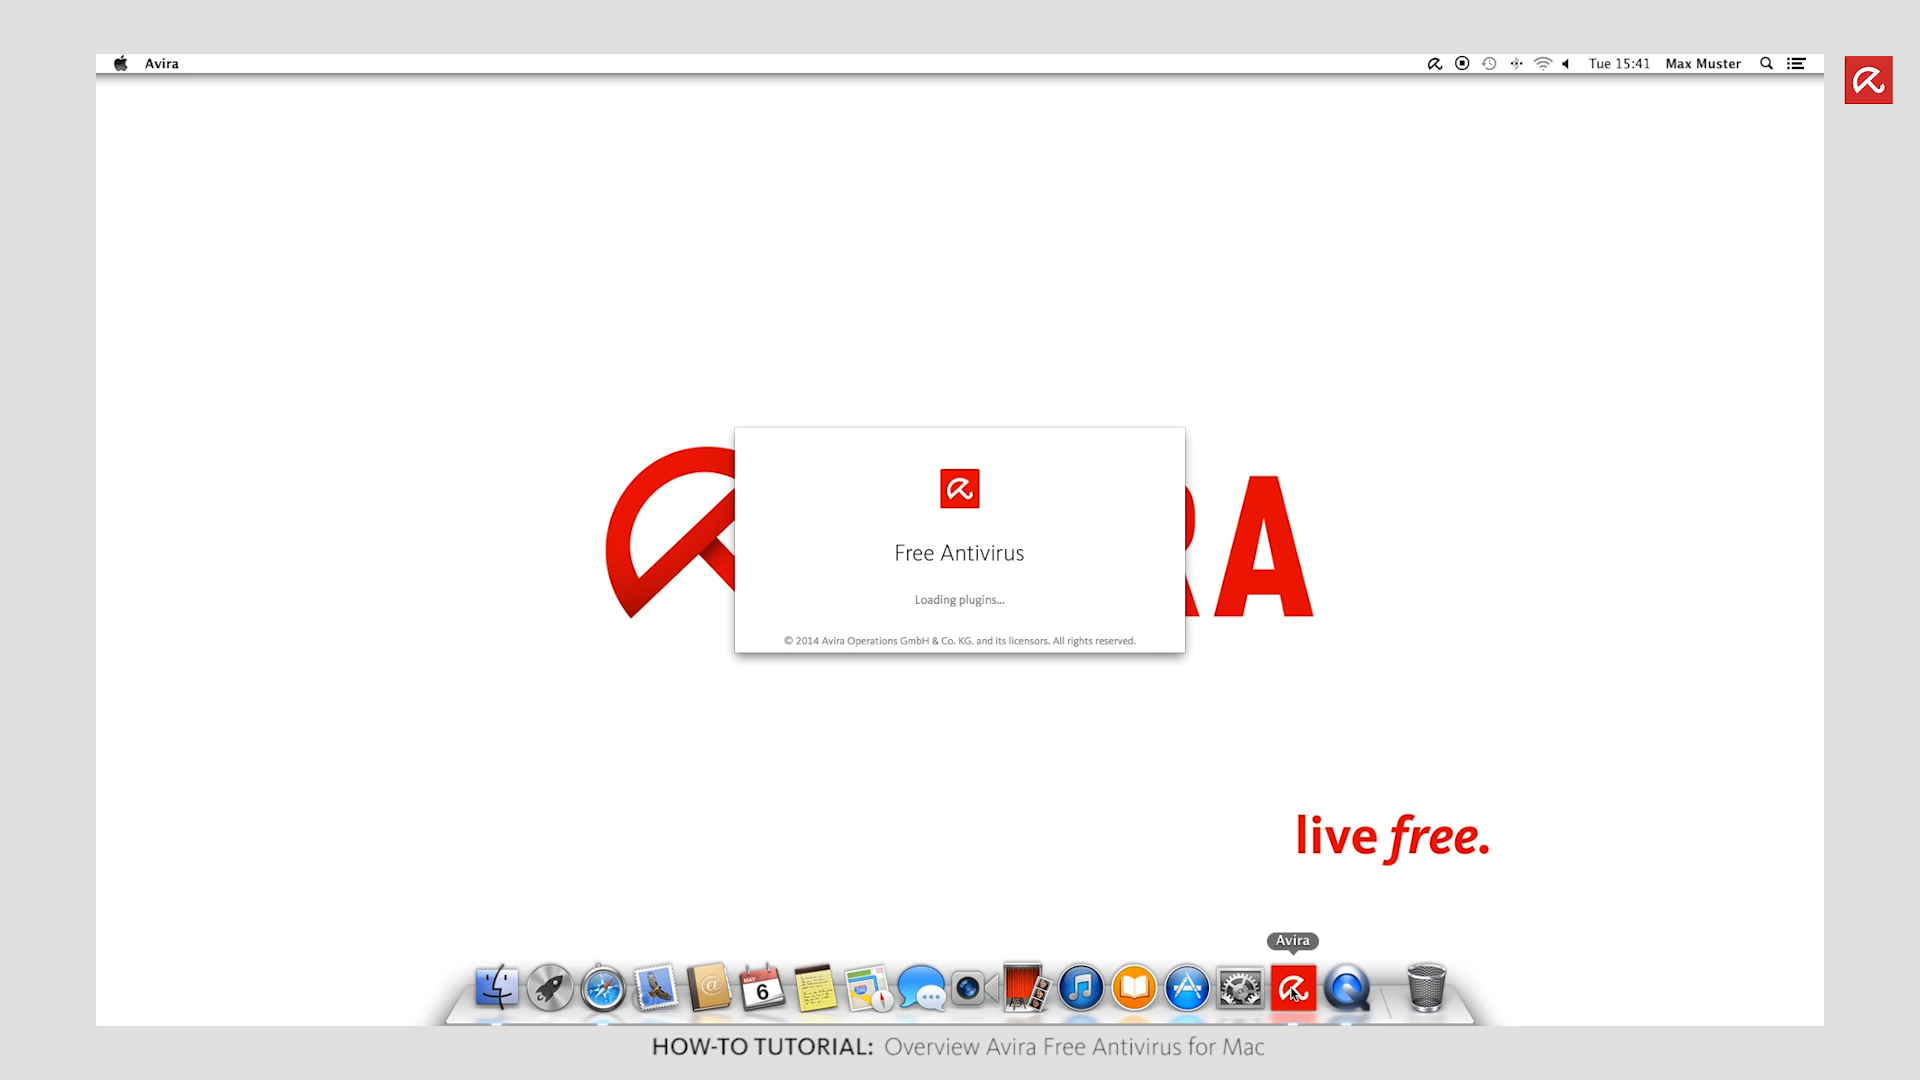 Avira
Tue 15:41 Max Muster
Free Antivirus
Loading plugins...
© 2014 Avira Operations GmbH & Co. KG. and its licensors. All rights reserved.
RA
live free.
Avira
MAY
6
HOW-TO TUTORIAL: Overview Avira Free Antivirus for Mac